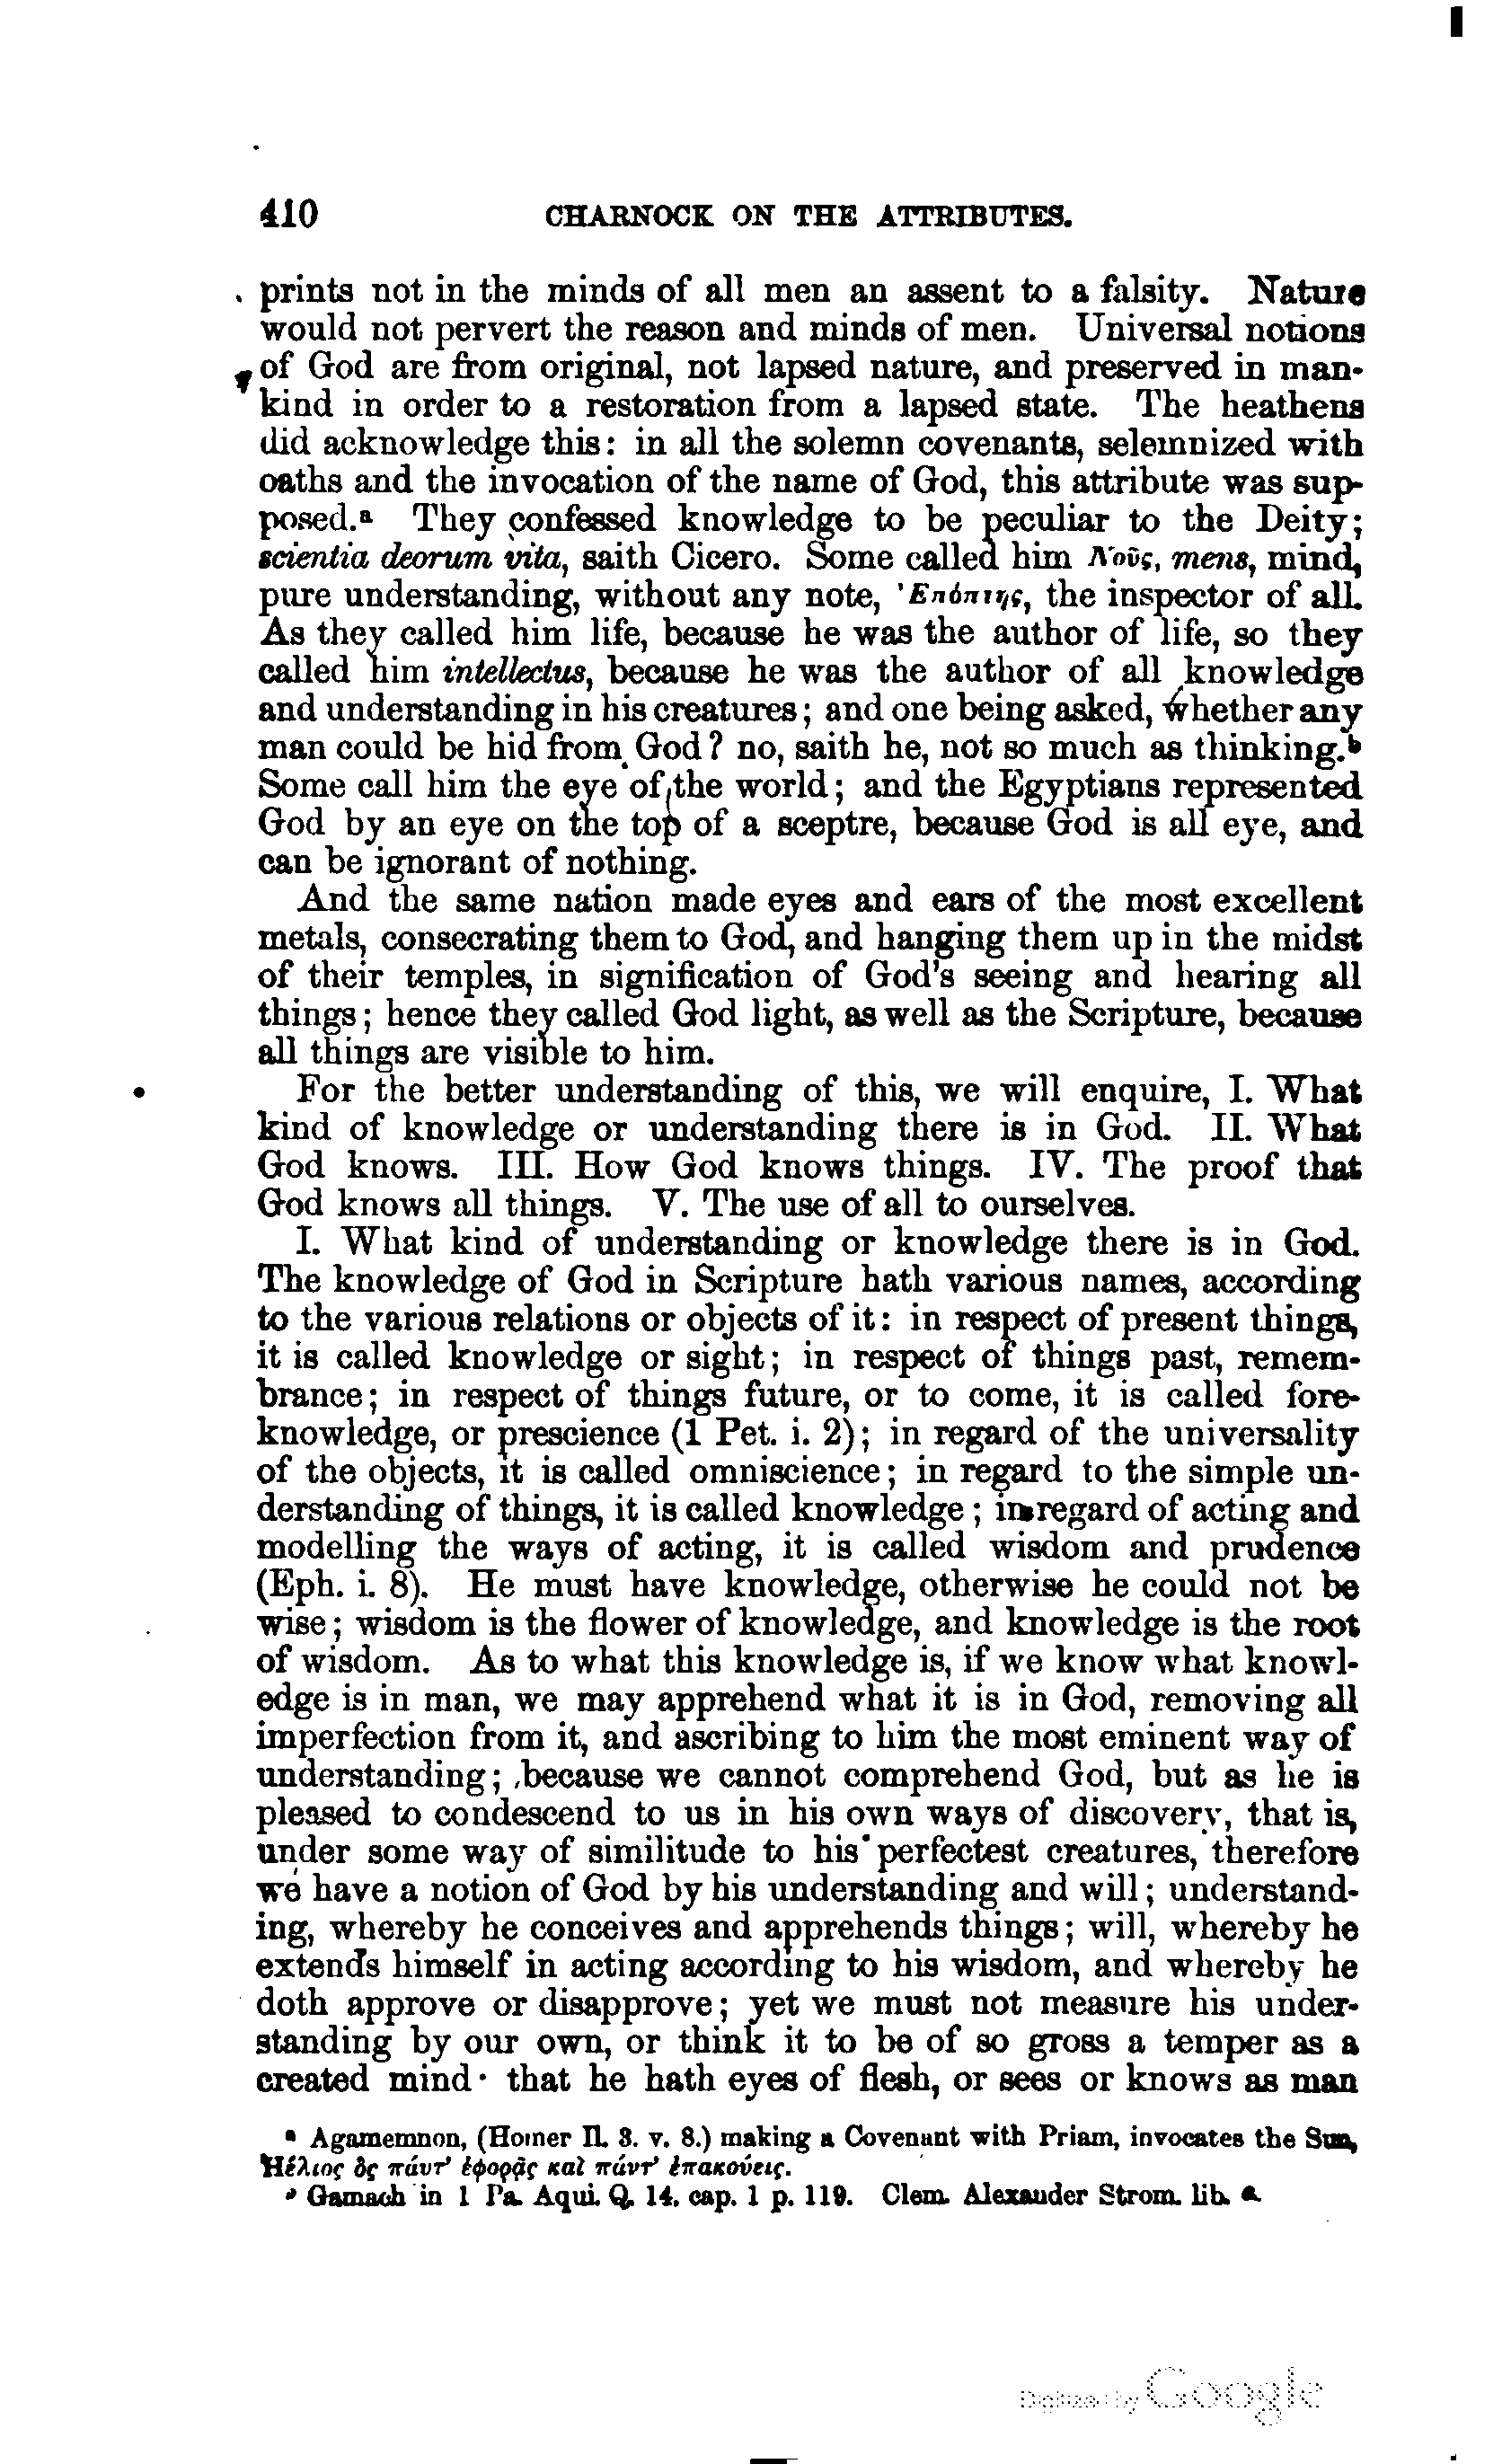 410 CHARNOCK ON THE ATTRIBUTES.
prints not in the minds of all men an assent to a falsity. Nature
would not pervert the reason and minds of men. Universal notions
of God are from original, not lapsed nature, and preserved in man-
kind in order to a restoration from a lapsed state. The heathens
did acknowledge this: in all the solemn covenants, selemnized with
oaths and the invocation of the name of God, this attribute was sup-
posed.a They confessed knowledge to be peculiar to the Deity;
scientia deorum vita, saith Cicero. Some called him Νοῦς, mens, mind,
pure understanding, without any note, Ἐπόπτης, the inspector of all.
As they called him life, because he was the author of life, so they
called him intellectus, because he was the author of all knowledge
and understanding in his creatures; and one being asked, whether any
man could be hid from God? no, saith he, not so much as thinking.b
Some call him the eye of the world; and the Egyptians represented
God by an eye on the top of a sceptre, because God is all eye, and
can be ignorant of nothing.
And the same nation made eyes and ears of the most excellent
metals, consecrating them to God, and hanging them up in the midst
of their temples, in signification of God's seeing and hearing all
things; hence they called God light, as well as the Scripture, because
all things are visible to him.
For the better understanding of this, we will enquire, I. What
kind of knowledge or understanding there is in God. II. What
God knows. III. How God knows things. IV. The proof that
God knows all things. V. The use of all to ourselves.
I. What kind of understanding or knowledge there is in God.
The knowledge of God in Scripture hath various names, according
to the various relations or objects of it: in respect of present things,
it is called knowledge or sight; in respect of things past, remem-
brance; in respect of things future, or to come, it is called fore-
knowledge, or prescience (1 Pet. i. 2); in regard of the universality
of the objects, it is called omniscience; in regard to the simple un-
derstanding of things, it is called knowledge; in regard of acting and
modelling the ways of acting, it is called wisdom and prudence
(Eph. i. 8). He must have knowledge, otherwise he could not be
wise; wisdom is the flower of knowledge, and knowledge is the root
of wisdom. As to what this knowledge is, if we know what knowl-
edge is in man, we may apprehend what it is in God, removing all
imperfection from it, and ascribing to him the most eminent way of
understanding; because we cannot comprehend God, but as he is
pleased to condescend to us in his own ways of discovery, that is,
under some way of similitude to his perfectest creatures, therefore
we have a notion of God by his understanding and will; understand-
ing, whereby he conceives and apprehends things; will, whereby he
extends himself in acting according to his wisdom, and whereby he
doth approve or disapprove; yet we must not measure his under-
standing by our own, or think it to be of so gross a temper as a
created mind· that he hath eyes of flesh, or sees or knows as man
a Agamemnon, (Homer Il. 3. v. 8.) making a Covenant with Priam, invocates the Sun,
Ἠέλιος ὃς πάντ' ἐφορᾷς καὶ πάντ' ἐπακούεις.
b Gamach in 1 Pa. Aqui. Q. 14. cap. 1 p. 119. Clem. Alexander Strom. lib.
Digitized by Google